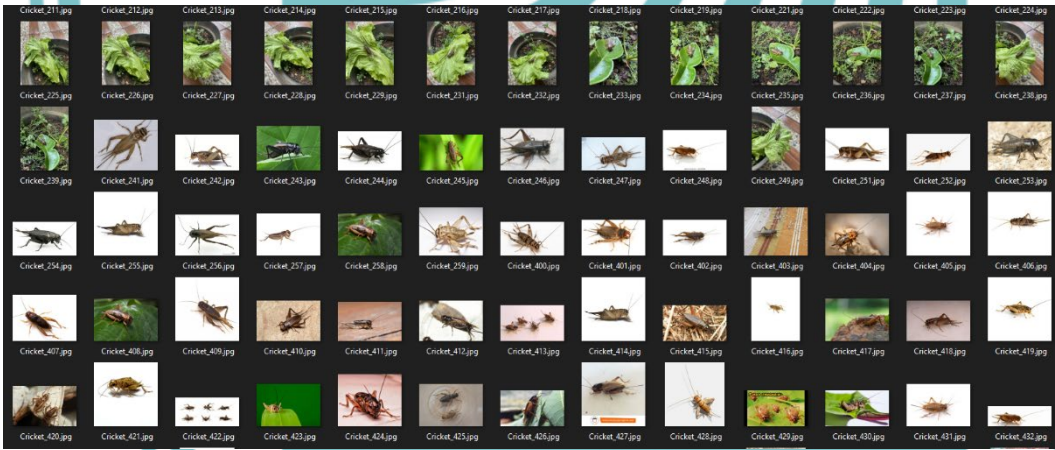 Cricket_211.jpg Cricket_212.jpg Cricket_213.jpg Cricket_214.jpg Cricket_215.jpg Cricket_216.jpg Cricket_217.jpg Cricket_218.jpg Cricket_219.jpg Cricket_221.jpg Cricket_222.jpg Cricket_223.jpg Cricket_224.jpg
Cricket_225.jpg Cricket_226.jpg Cricket_227.jpg Cricket_228.jpg Cricket_229.jpg Cricket_231.jpg Cricket_232.jpg Cricket_233.jpg Cricket_234.jpg Cricket_235.jpg Cricket_236.jpg Cricket_237.jpg Cricket_238.jpg
Cricket_239.jpg Cricket_241.jpg Cricket_242.jpg Cricket_243.jpg Cricket_244.jpg Cricket_245.jpg Cricket_246.jpg Cricket_247.jpg Cricket_248.jpg Cricket_249.jpg Cricket_251.jpg Cricket_252.jpg Cricket_253.jpg
Cricket_254.jpg Cricket_255.jpg Cricket_256.jpg Cricket_257.jpg Cricket_258.jpg Cricket_259.jpg Cricket_400.jpg Cricket_401.jpg Cricket_402.jpg Cricket_403.jpg Cricket_404.jpg Cricket_405.jpg Cricket_406.jpg
Cricket_407.jpg Cricket_408.jpg Cricket_409.jpg Cricket_410.jpg Cricket_411.jpg Cricket_412.jpg Cricket_413.jpg Cricket_414.jpg Cricket_415.jpg Cricket_416.jpg Cricket_417.jpg Cricket_418.jpg Cricket_419.jpg
Cricket_420.jpg Cricket_421.jpg Cricket_422.jpg Cricket_423.jpg Cricket_424.jpg Cricket_425.jpg Cricket_426.jpg Cricket_427.jpg Cricket_428.jpg Cricket_429.jpg Cricket_430.jpg Cricket_431.jpg Cricket_432.jpg